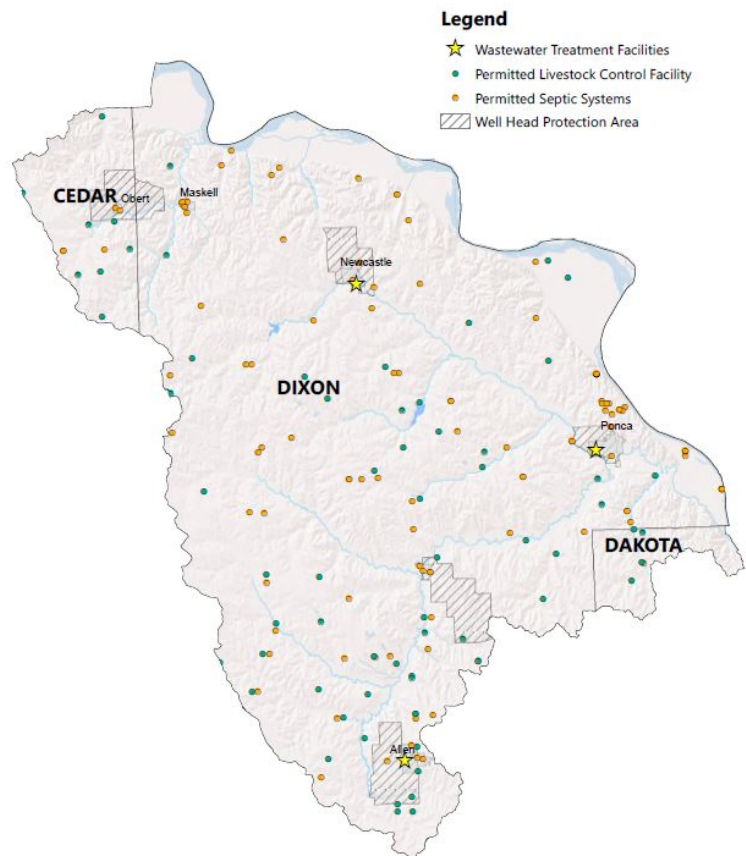 Legend
Wastewater Treatment Facilities
Permitted Livestock Control Facility
Permitted Septic Systems
Well Head Protection Area
CEDAR
Obert
Maskell
Newcastle
DIXON
Ponca
DAKOTA
Allen